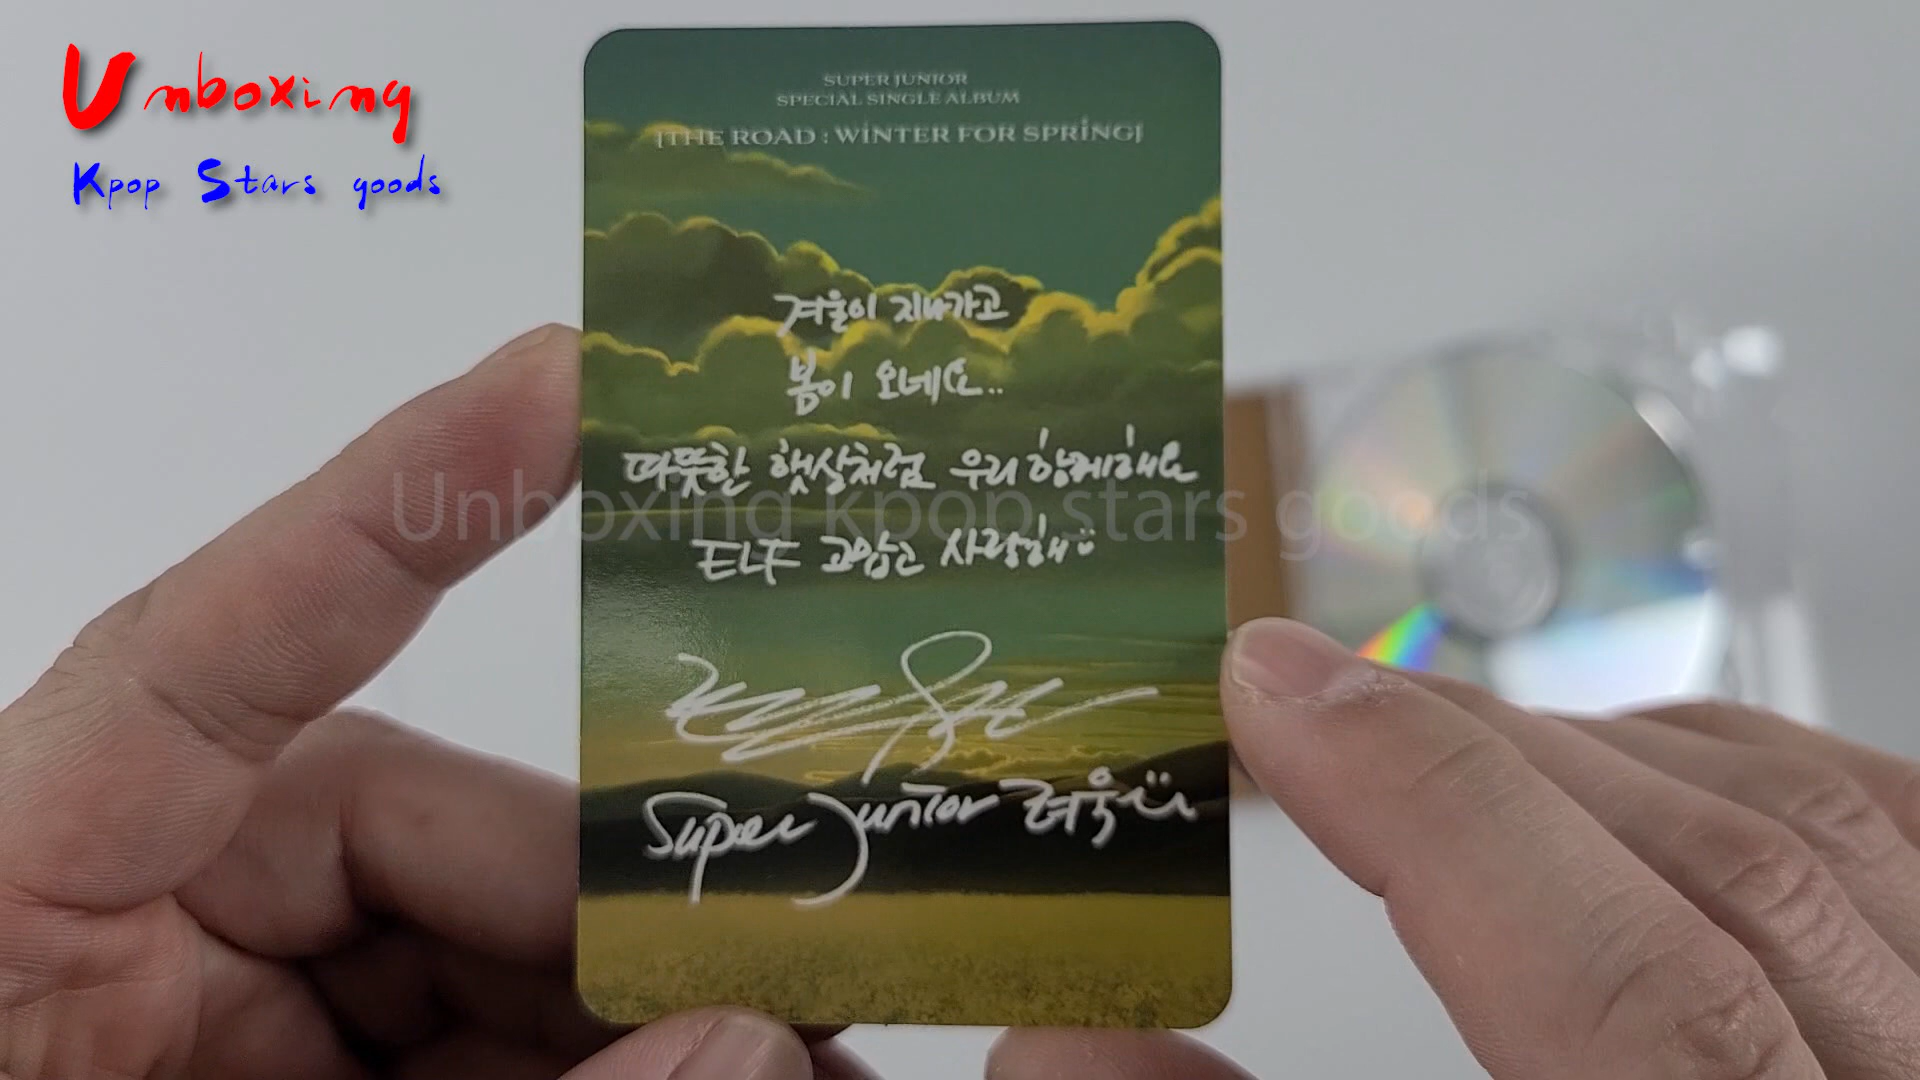 Unboxing
Kpop Stars goods
SUPER JUNIOR
SPECIAL SINGLE ALBUM
[THE ROAD : WINTER FOR SPRING]
겨울이 지나가고
봄이 오네요..
따뜻한 햇살처럼 우리 함께해요
Unboxing kpop stars goods
ELF 고맙고 사랑해
Super Junior 려욱